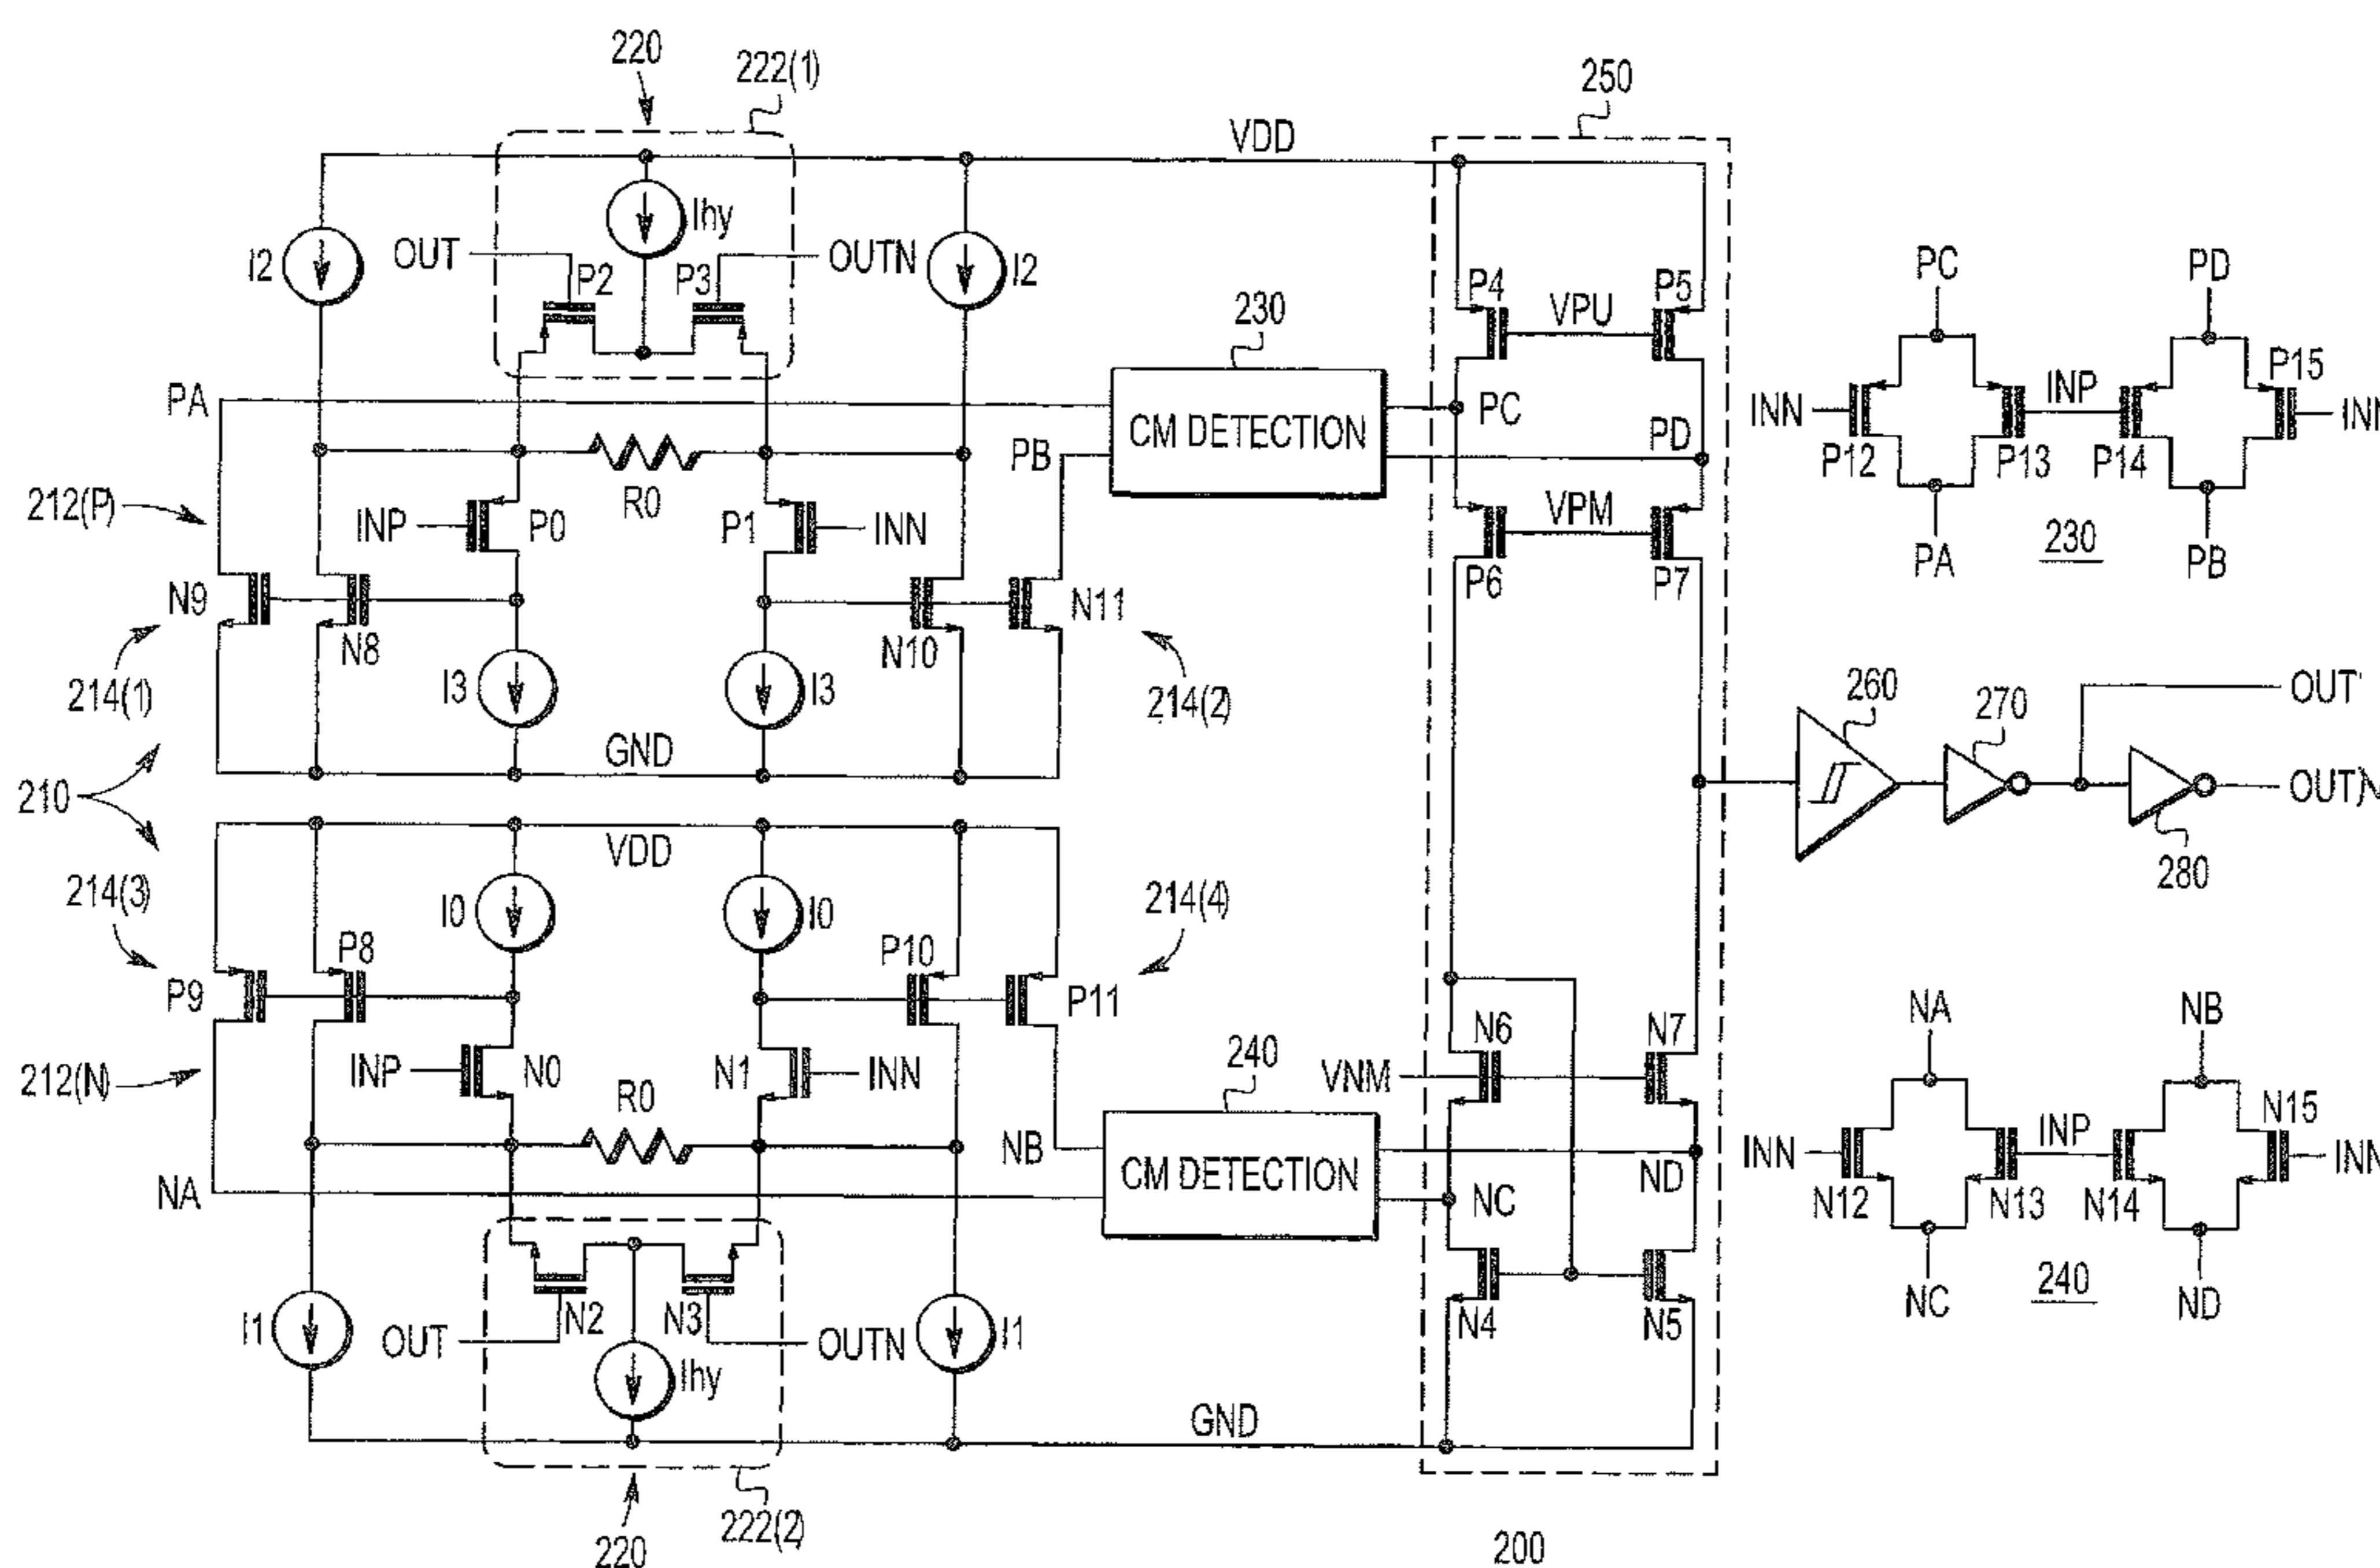 220
222(1)
250
VDD
Ihy
I2
OUT
P2
P3
OUTN
I2
P4
VPU
P5
PC
PD
230
INN
P12
P13
INP
P14
P15
PA
230
PB
PA
CM DETECTION
PC
PD
PB
212(P)
INP
P0
R0
P1
INN
VPM
P6
P7
N9
N8
N10
N11
214(1)
I3
I3
214(2)
GND
210
260
270
OUT
OUTN
280
VDD
214(3)
I0
I0
214(4)
P9
P8
P10
P11
212(N)
INP
N0
R0
N1
INN
VNM
N6
N7
240
NA
NB
CM DETECTION
NB
NC
ND
NA
INN
N12
N13
INP
N14
N15
NC
240
ND
I1
OUT
N2
N3
OUTN
I1
Ihy
N4
N5
GND
222(2)
220
200